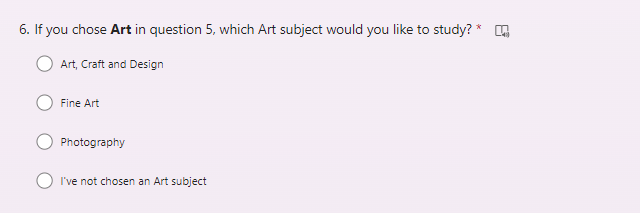 6. If you chose Art in question 5, which Art subject would you like to study? *
Art, Craft and Design
Fine Art
Photography
I've not chosen an Art subject